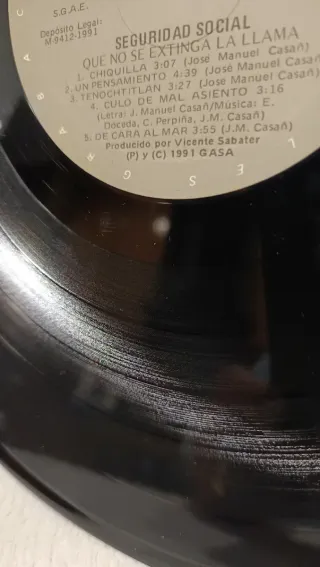 S.G.A.E.
Depósito Legal:
M-9412-1991
SEGURIDAD SOCIAL
QUE NO SE EXTINGA LA LLAMA
1. CHIQUILLA 3:07 (José Manuel Casañ)
2. UN PENSAMIENTO 4:39 (José Manuel Casañ)
3. TENOCHTITLAN 3:27 (José Manuel Casañ)
4. CULO DE MAL ASIENTO 3:16
(Letra: J. Manuel Casañ/Música: E.
Dóceda, C. Perpiña, J.M. Casañ)
5. DE CARA AL MAR 3:55 (J.M. Casañ)
Producido por Vicente Sabater
(P) y (C) 1991 GASA